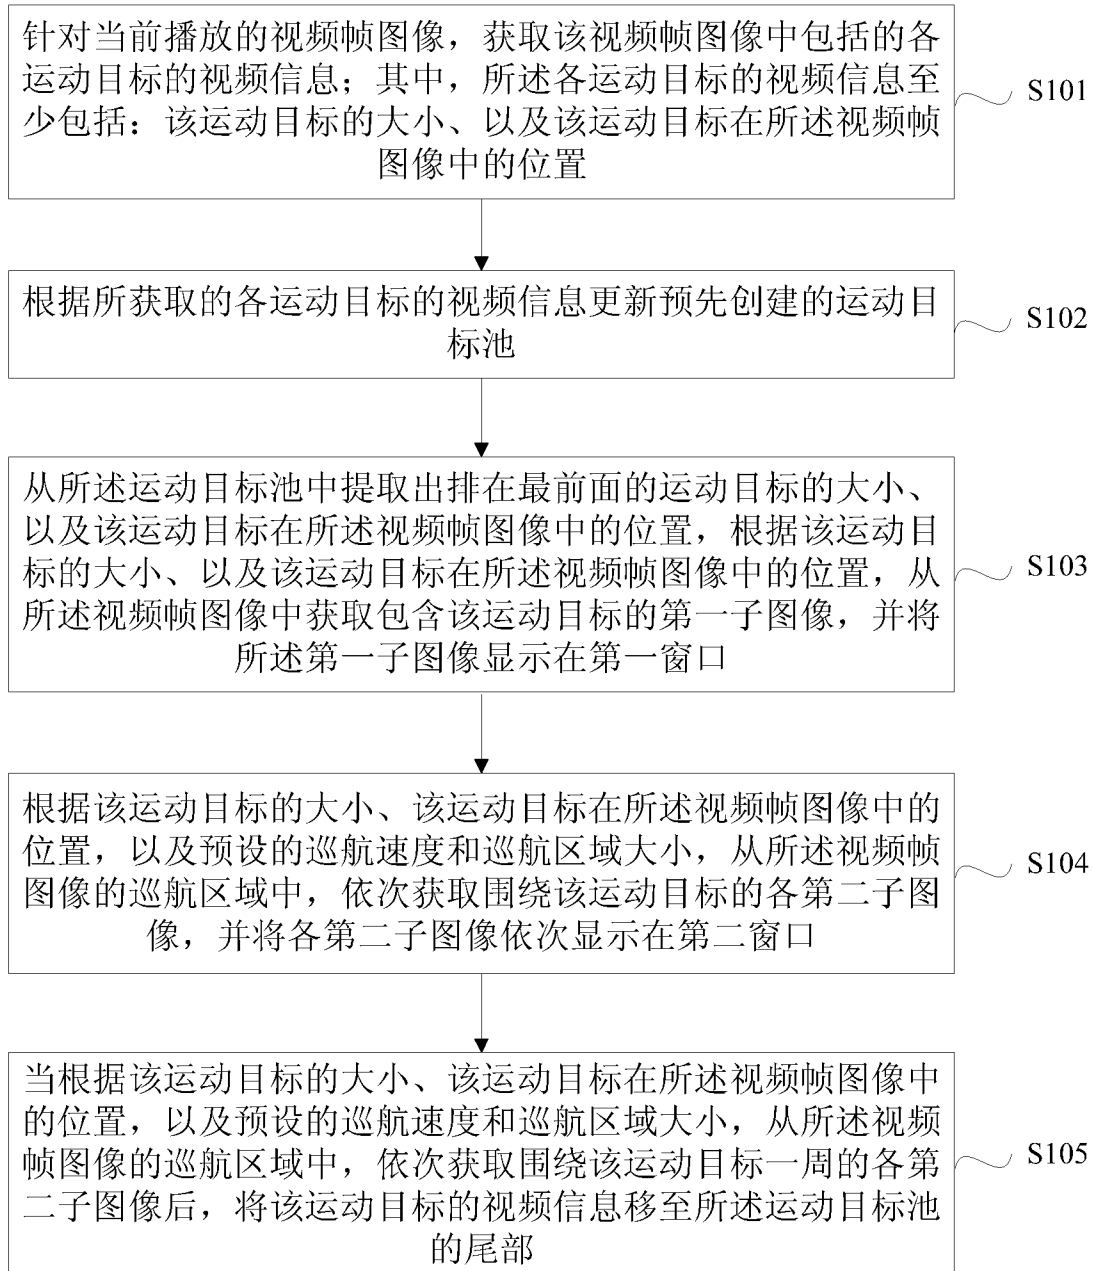 针对当前播放的视频帧图像，获取该视频帧图像中包括的各
运动目标的视频信息；其中，所述各运动目标的视频信息至
少包括：该运动目标的大小、以及该运动目标在所述视频帧
图像中的位置
S101
根据所获取的各运动目标的视频信息更新预先创建的运动目
标池
S102
从所述运动目标池中提取出排在最前面的运动目标的大小、
以及该运动目标在所述视频帧图像中的位置，根据该运动目
标的大小、以及该运动目标在所述视频帧图像中的位置，从
所述视频帧图像中获取包含该运动目标的第一子图像，并将
所述第一子图像显示在第一窗口
S103
根据该运动目标的大小、该运动目标在所述视频帧图像中的
位置，以及预设的巡航速度和巡航区域大小，从所述视频帧
图像的巡航区域中，依次获取围绕该运动目标的各第二子图
像，并将各第二子图像依次显示在第二窗口
S104
当根据该运动目标的大小、该运动目标在所述视频帧图像中
的位置，以及预设的巡航速度和巡航区域大小，从所述视频
帧图像的巡航区域中，依次获取围绕该运动目标一周的各第
二子图像后，将该运动目标的视频信息移至所述运动目标池
的尾部
S105